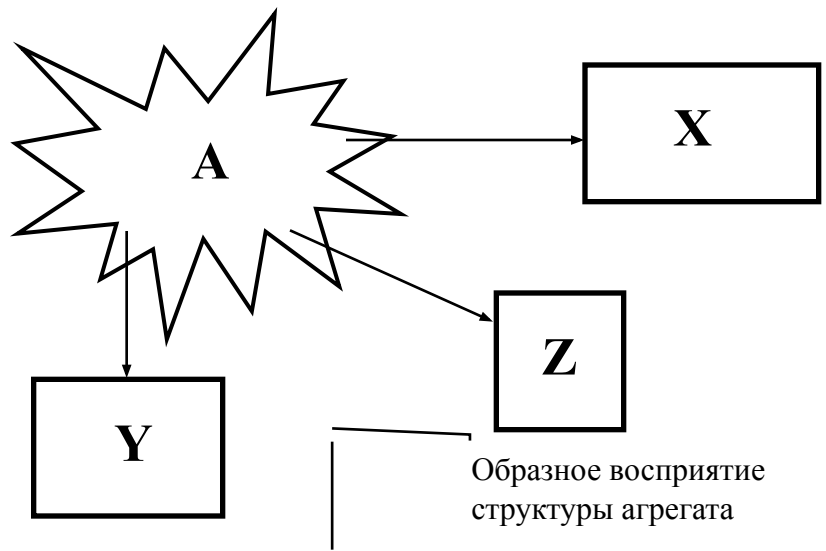 A
X
Z
Y
Образное восприятие
структуры агрегата